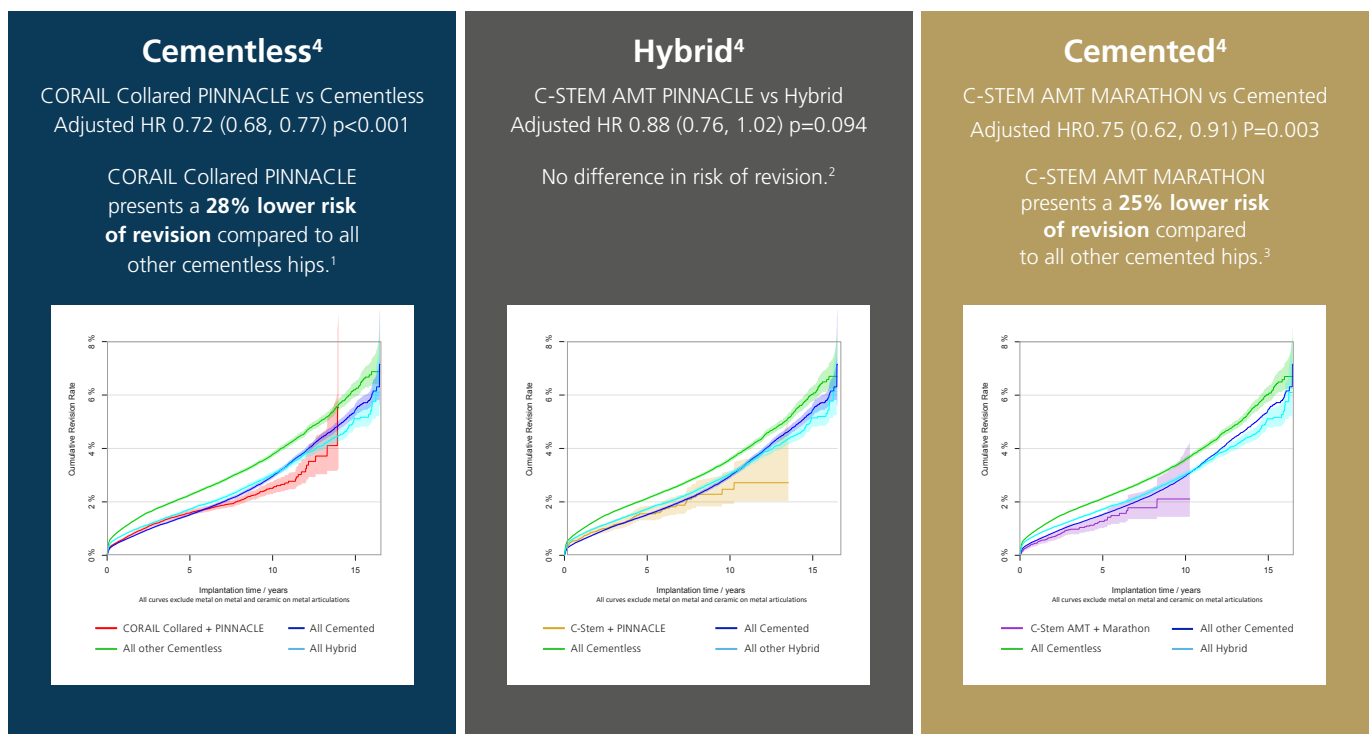 Cementless⁴
CORAIL Collared PINNACLE vs Cementless
Adjusted HR 0.72 (0.68, 0.77) p<0.001
CORAIL Collared PINNACLE
presents a 28% lower risk
of revision compared to all
other cementless hips.¹
Cumulative Revision Rate
8 %
6 %
4 %
2 %
0 %
0 5 10 15
Implantation time / years
All curves exclude metal on metal and ceramic on metal articulations
CORAIL Collared + PINNACLE All Cemented
All other Cementless All Hybrid
Hybrid⁴
C-STEM AMT PINNACLE vs Hybrid
Adjusted HR 0.88 (0.76, 1.02) p=0.094
No difference in risk of revision.²
Cumulative Revision Rate
8 %
6 %
4 %
2 %
0 %
0 5 10 15
Implantation time / years
All curves exclude metal on metal and ceramic on metal articulations
C-Stem + PINNACLE All Cemented
All Cementless All other Hybrid
Cemented⁴
C-STEM AMT MARATHON vs Cemented
Adjusted HR0.75 (0.62, 0.91) P=0.003
C-STEM AMT MARATHON
presents a 25% lower risk
of revision compared
to all other cemented hips.³
Cumulative Revision Rate
8 %
6 %
4 %
2 %
0 %
0 5 10 15
Implantation time / years
All curves exclude metal on metal and ceramic on metal articulations
C-Stem AMT + Marathon All other Cemented
All Cementless All Hybrid